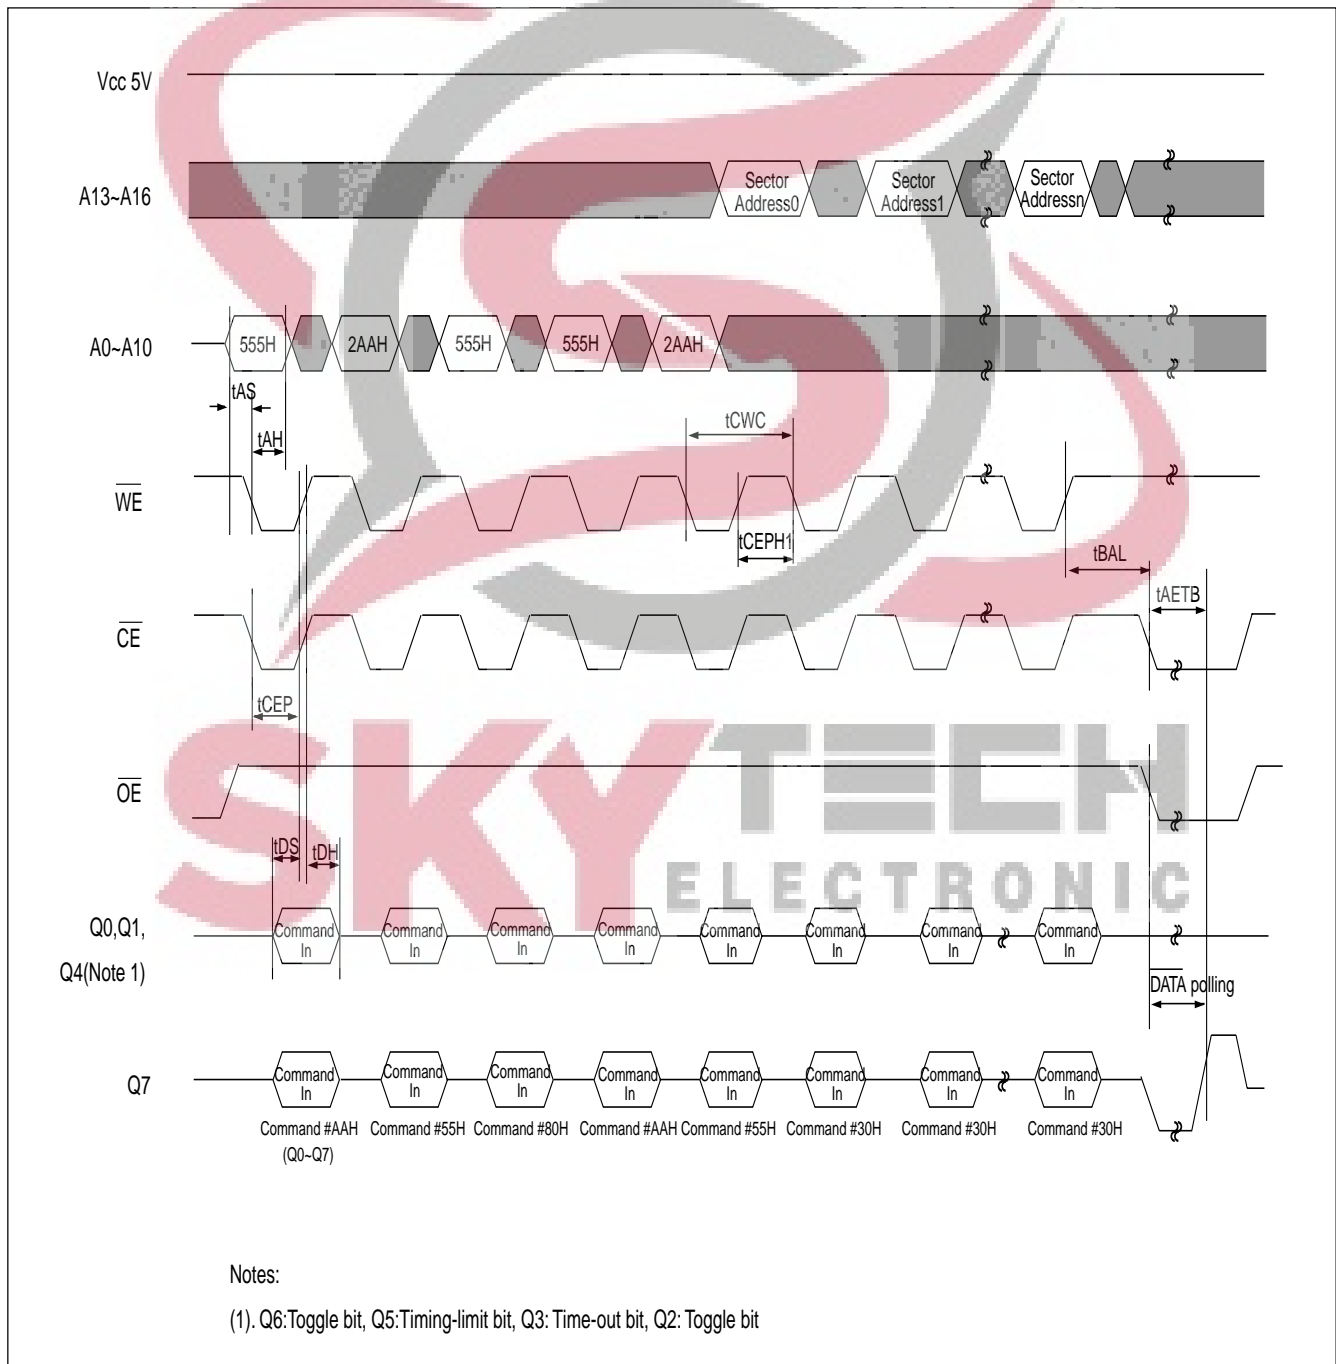 Vcc 5V
A13~A16
Sector Address0
Sector Address1
Sector Addressn
A0~A10
555H
2AAH
555H
555H
2AAH
tAS
tAH
tCWC
WE
tCEPH1
tBAL
tAETB
CE
tCEP
OE
tDS
tDH
SKYTECH
ELECTRONIC
Q0,Q1,
Q4(Note 1)
Command In
Command In
Command In
Command In
Command In
Command In
Command In
Command In
DATA polling
Q7
Command In
Command In
Command In
Command In
Command In
Command In
Command In
Command In
Command #AAH
(Q0~Q7)
Command #55H
Command #80H
Command #AAH
Command #55H
Command #30H
Command #30H
Command #30H
Notes:
(1). Q6:Toggle bit, Q5:Timing-limit bit, Q3: Time-out bit, Q2: Toggle bit